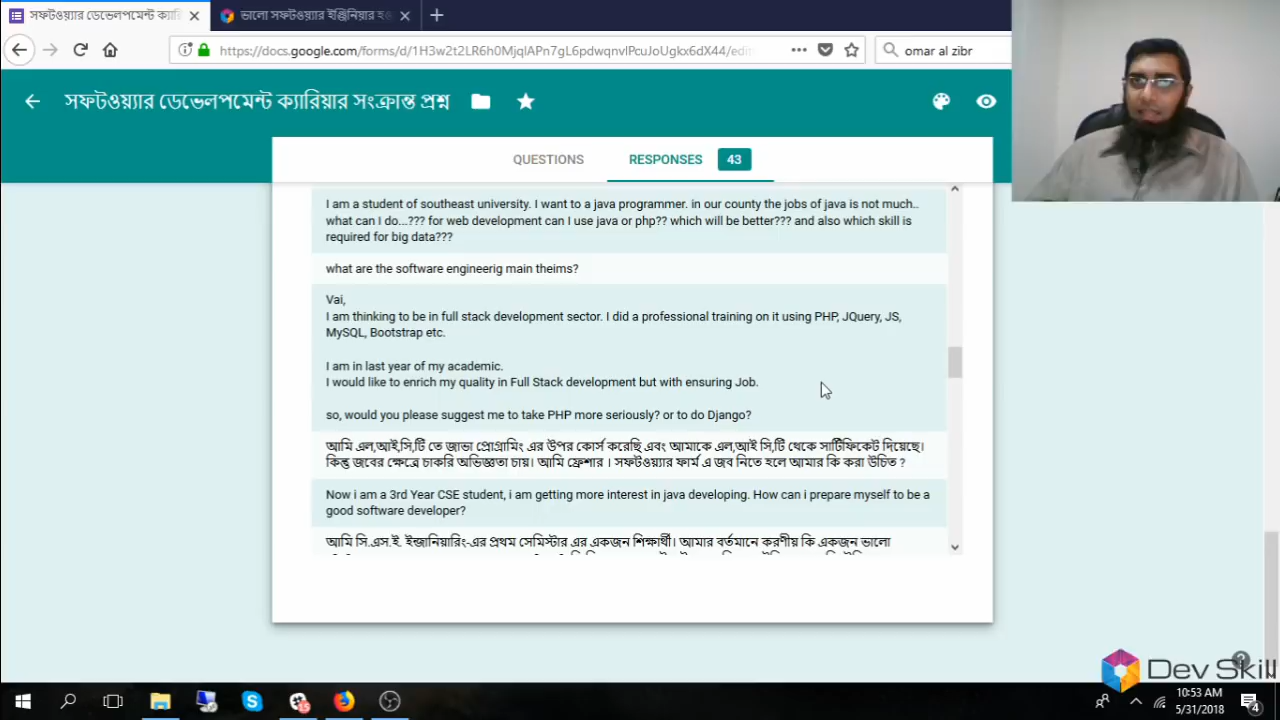 সফটওয়্যার ডেভেলপমেন্ট ক্যারি
ভালো সফটওয়্যার ইঞ্জিনিয়ার হও
omar al zibr
সফটওয়্যার ডেভেলপমেন্ট ক্যারিয়ার সংক্রান্ত প্রশ্ন
QUESTIONS
RESPONSES 43
I am a student of southeast university. I want to a java programmer. in our county the jobs of java is not much..
what can I do...??? for web development can I use java or php?? which will be better??? and also which skill is
required for big data???
what are the software engineerig main theims?
Vai,
I am thinking to be in full stack development sector. I did a professional training on it using PHP, JQuery, JS,
MySQL, Bootstrap etc.
I am in last year of my academic.
I would like to enrich my quality in Full Stack development but with ensuring Job.
so, would you please suggest me to take PHP more seriously? or to do Django?
আমি এল,আই,সি,টি তে জাভা প্রোগ্রামিং এর উপর কোর্স করেছি এবং আমাকে এল,আই সি,টি থেকে সার্টিফিকেট দিয়েছে।
কিন্তু জবের ক্ষেত্রে চাকরি অভিজ্ঞতা চায়। আমি ফ্রেশার । সফটওয়্যার ফার্ম এ জব নিতে হলে আমার কি করা উচিত ?
Now i am a 3rd Year CSE student, i am getting more interest in java developing. How can i prepare myself to be a
good software developer?
আমি সি.এস.ই. ইন্জানিয়ারিং-এর প্রথম সেমিস্টার এর একজন শিক্ষার্থী। আমার বর্তমানে করণীয় কি একজন ভালো
Dev Skill
10:53 AM
5/31/2018
4